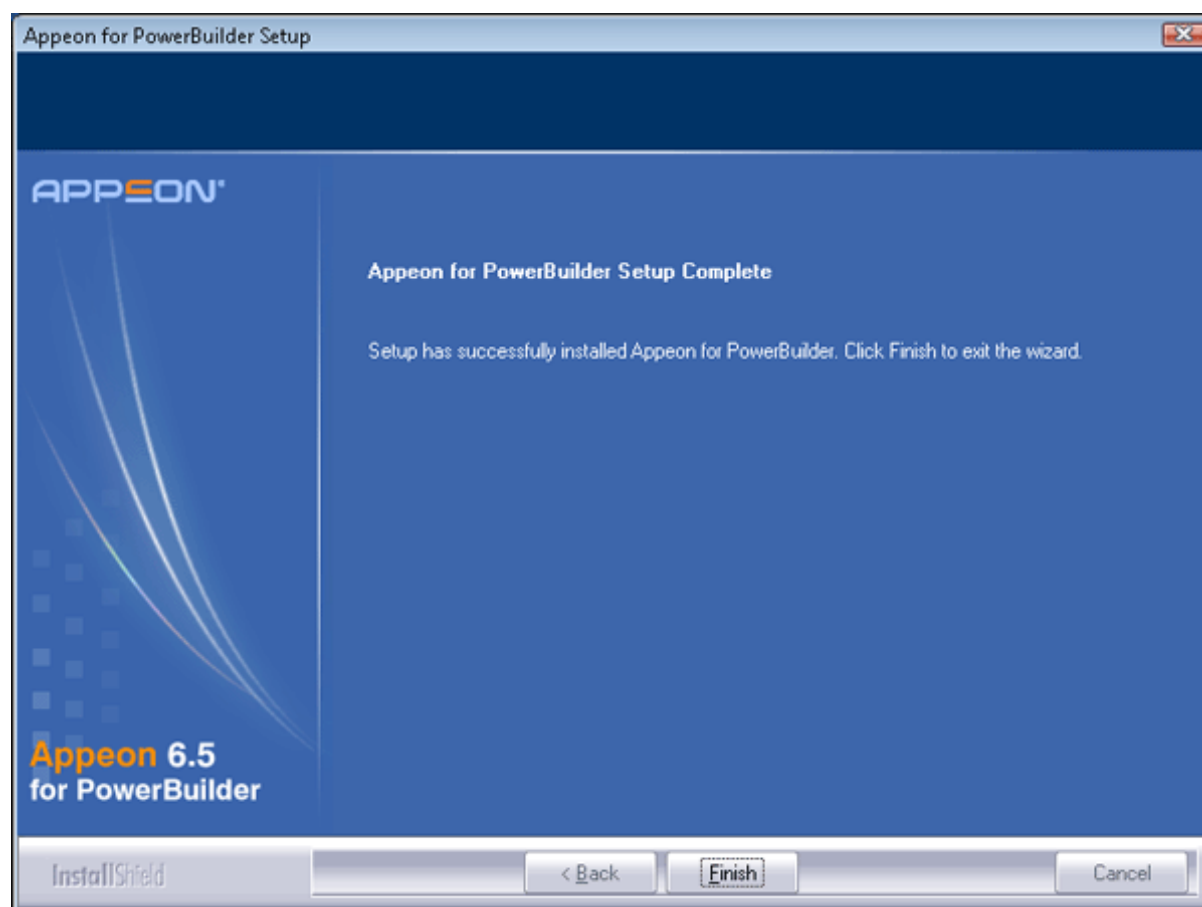 Appeon for PowerBuilder Setup
APPEON
Appeon for PowerBuilder Setup Complete
Setup has successfully installed Appeon for PowerBuilder. Click Finish to exit the wizard.
Appeon 6.5
for PowerBuilder
InstallShield
< Back
Finish
Cancel